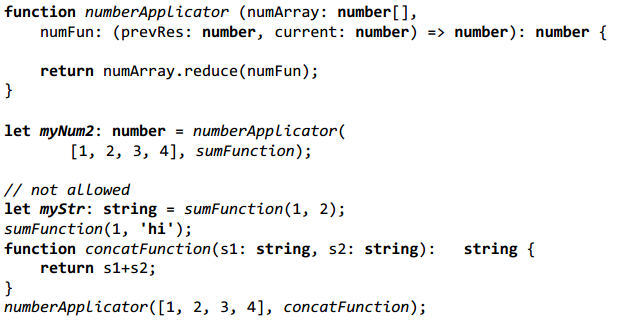 function numberApplicator (numArray: number[],
    numFun: (prevRes: number, current: number) => number): number {
    return numArray.reduce(numFun);
}
let myNum2: number = numberApplicator(
        [1, 2, 3, 4], sumFunction);
// not allowed
let myStr: string = sumFunction(1, 2);
sumFunction(1, 'hi');
function concatFunction(s1: string, s2: string):   string {
    return s1+s2;
}
numberApplicator([1, 2, 3, 4], concatFunction);